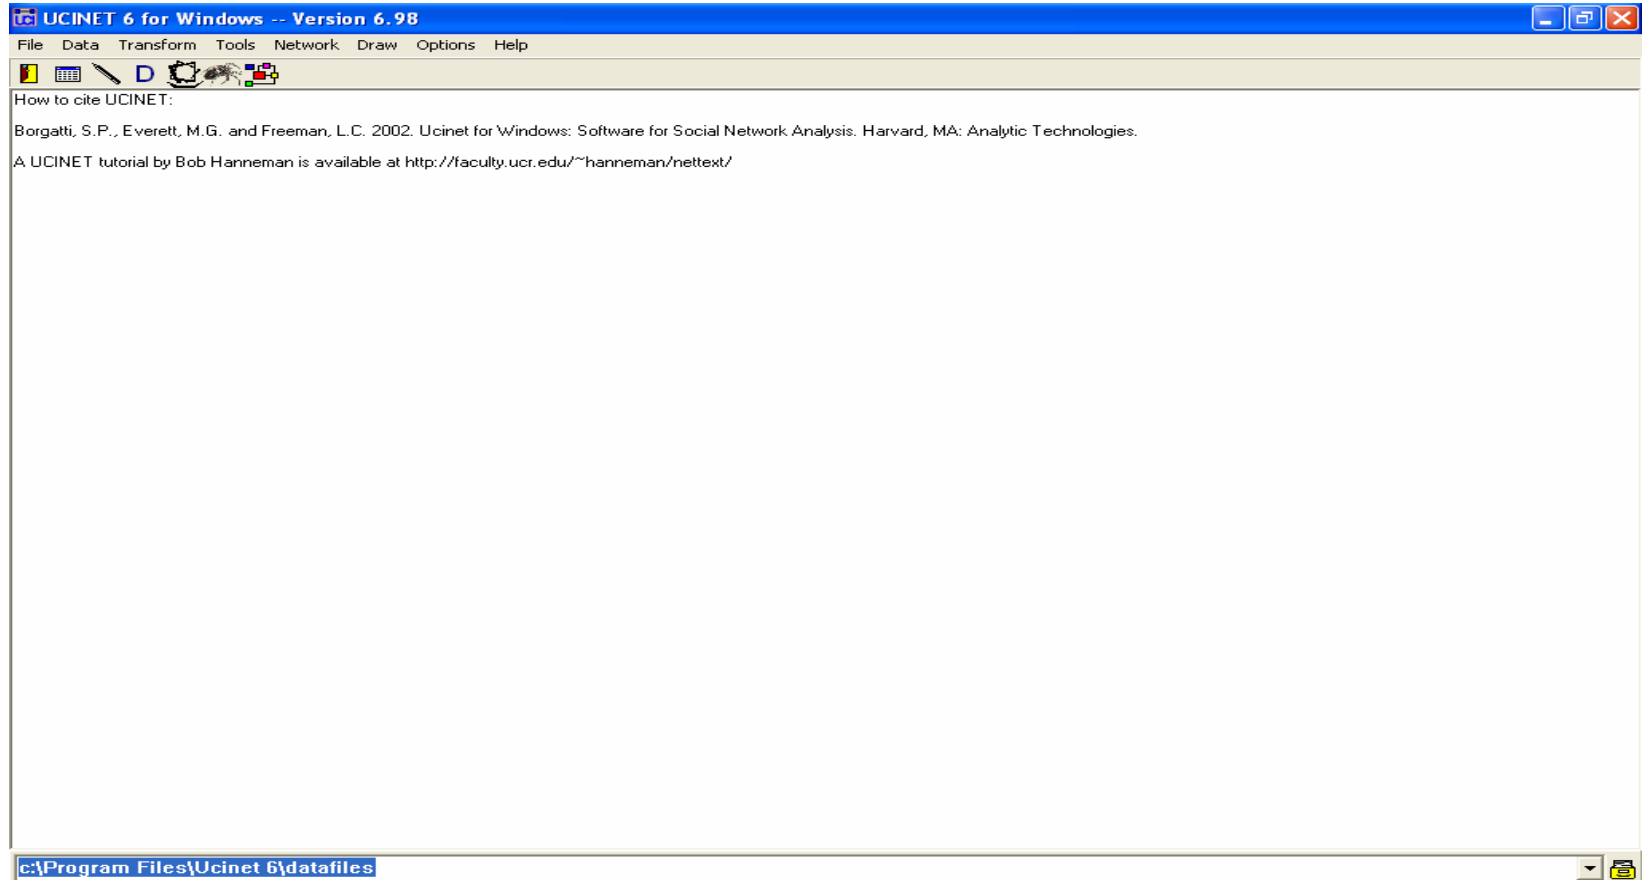 UCINET 6 for Windows -- Version 6.98
File Data Transform Tools Network Draw Options Help
D
How to cite UCINET:
Borgatti, S.P., Everett, M.G. and Freeman, L.C. 2002. Ucinet for Windows: Software for Social Network Analysis. Harvard, MA: Analytic Technologies.
A UCINET tutorial by Bob Hanneman is available at http://faculty.ucr.edu/~hanneman/nettext/
c:\Program Files\Ucinet 6\datafiles